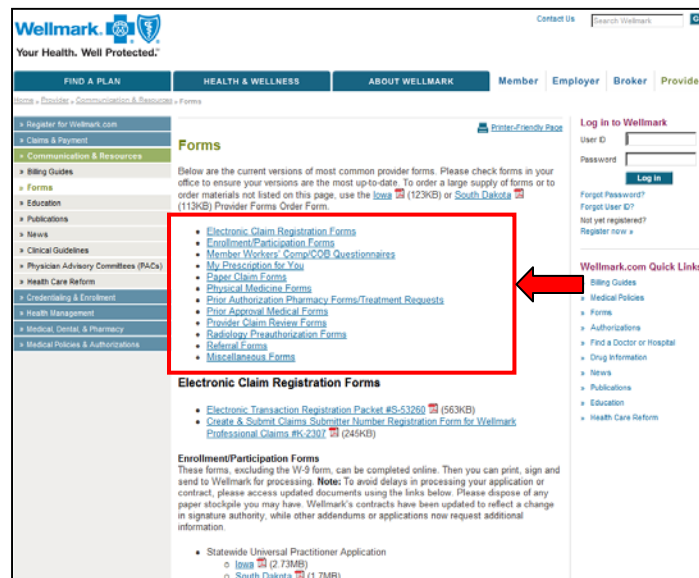 Contact Us
Search Wellmark
Wellmark.
Your Health. Well Protected.
FIND A PLAN
HEALTH & WELLNESS
ABOUT WELLMARK
Member
Employer
Broker
Provide
Home » Provider » Communication & Resources » Forms
» Register for Wellmark.com
» Claims & Payment
» Communication & Resources
» Billing Guides
» Forms
» Education
» Publications
» News
» Clinical Guidelines
» Physician Advisory Committees (PACs)
» Health Care Reform
» Credentialing & Enrollment
» Health Management
» Medical, Dental, & Pharmacy
» Medical Policies & Authorizations
Printer-Friendly Page
Forms
Below are the current versions of most common provider forms. Please check forms in your
office to ensure your versions are the most up-to-date. To order a large supply of forms or to
order materials not listed on this page, use the Iowa (123KB) or South Dakota
(113KB) Provider Forms Order Form.
• Electronic Claim Registration Forms
• Enrollment/Participation Forms
• Member Workers' Comp/COB Questionnaires
• My Prescription for You
• Paper Claim Forms
• Physical Medicine Forms
• Prior Authorization Pharmacy Forms/Treatment Requests
• Prior Approval Medical Forms
• Provider Claim Review Forms
• Radiology Preauthorization Forms
• Referral Forms
• Miscellaneous Forms
Electronic Claim Registration Forms
• Electronic Transaction Registration Packet #S-53260 (563KB)
• Create & Submit Claims Submitter Number Registration Form for Wellmark
Professional Claims #K-2307 (245KB)
Enrollment/Participation Forms
These forms, excluding the W-9 form, can be completed online. Then you can print, sign and
send to Wellmark for processing. Note: To avoid delays in processing your application or
contract, please access updated documents using the links below. Please dispose of any
paper stockpile you may have. Wellmark's contracts have been updated to reflect a change
in signature authority, while other addendums or applications now request additional
information.
• Statewide Universal Practitioner Application
o Iowa (2.73MB)
o South Dakota (1.7MB)
Log in to Wellmark
User ID
Password
Log in
Forgot Password?
Forgot User ID?
Not yet registered?
Register now »
Wellmark.com Quick Links
» Billing Guides
» Medical Policies
» Forms
» Authorizations
» Find a Doctor or Hospital
» Drug Information
» News
» Publications
» Education
» Health Care Reform